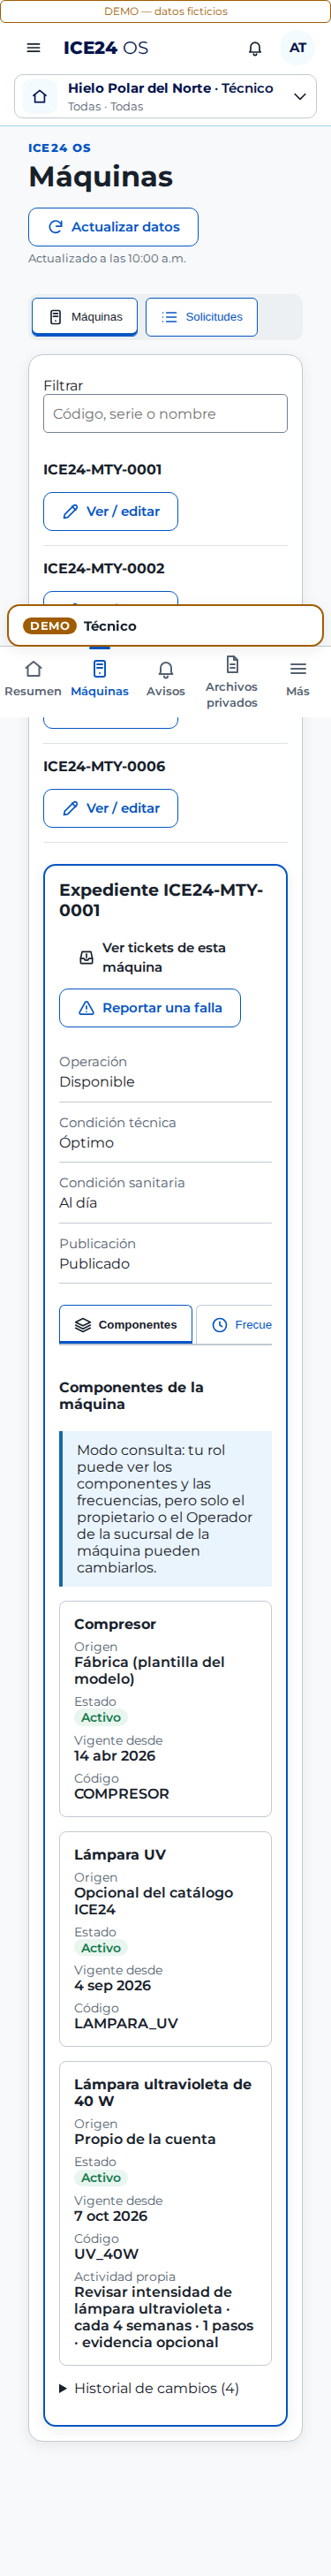 DEMO — datos ficticios
ICE24 OS
AT
Hielo Polar del Norte · Técnico
Todas · Todas
ICE24 OS
Máquinas
Actualizar datos
Actualizado a las 10:00 a.m.
Máquinas
Solicitudes
Filtrar
Código, serie o nombre
ICE24-MTY-0001
Ver / editar
ICE24-MTY-0002
DEMO Técnico
Resumen
Máquinas
Avisos
Archivos
privados
Más
ICE24-MTY-0006
Ver / editar
Expediente ICE24-MTY-
0001
Ver tickets de esta
máquina
Reportar una falla
Operación
Disponible
Condición técnica
Óptimo
Condición sanitaria
Al día
Publicación
Publicado
Componentes
Frecue
Componentes de la
máquina
Modo consulta: tu rol
puede ver los
componentes y las
frecuencias, pero solo el
propietario o el Operador
de la sucursal de la
máquina pueden
cambiarlos.
Compresor
Origen
Fábrica (plantilla del
modelo)
Estado
Activo
Vigente desde
14 abr 2026
Código
COMPRESOR
Lámpara UV
Origen
Opcional del catálogo
ICE24
Estado
Activo
Vigente desde
4 sep 2026
Código
LAMPARA_UV
Lámpara ultravioleta de
40 W
Origen
Propio de la cuenta
Estado
Activo
Vigente desde
7 oct 2026
Código
UV_40W
Actividad propia
Revisar intensidad de
lámpara ultravioleta ·
cada 4 semanas · 1 pasos
· evidencia opcional
Historial de cambios (4)